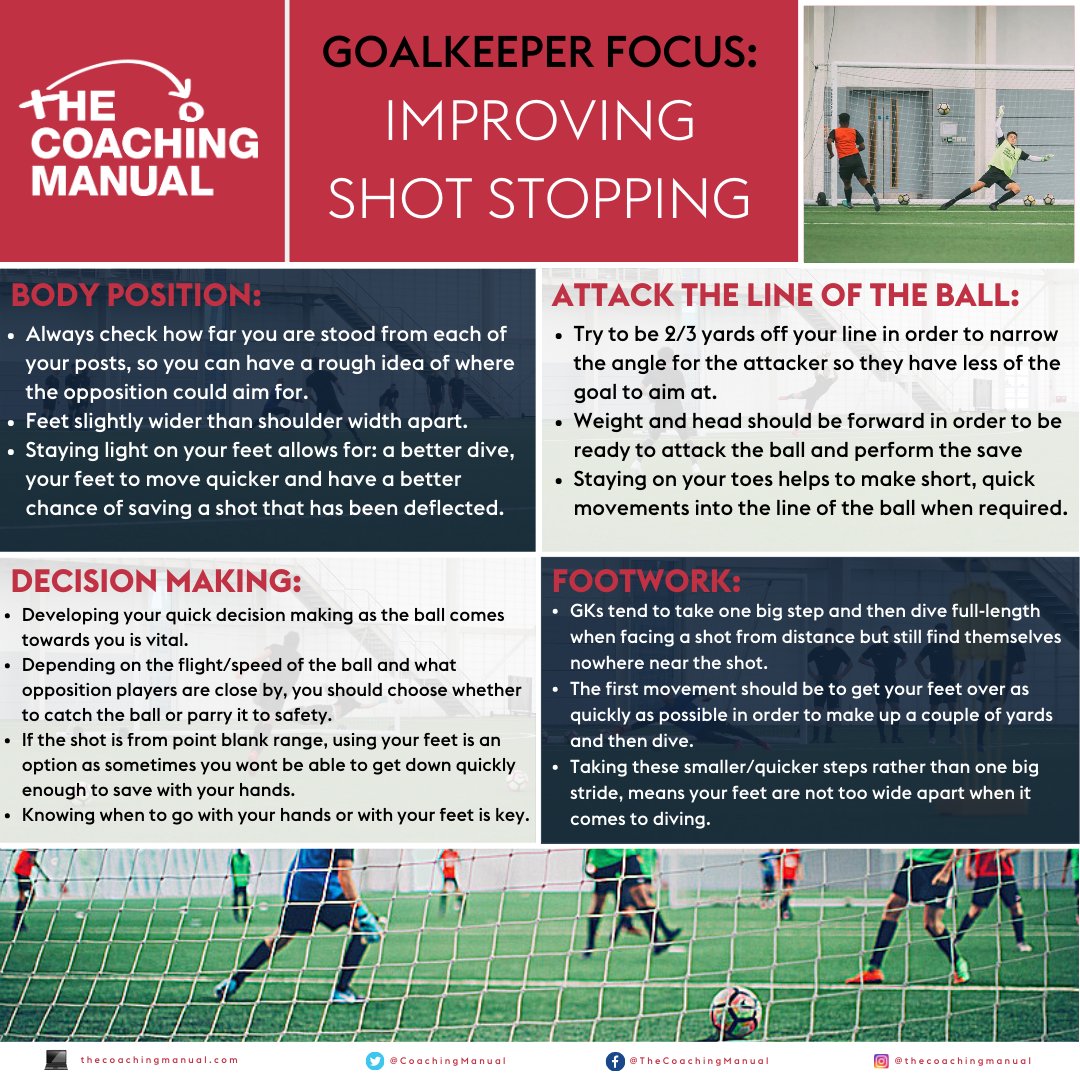 THE
COACHING
MANUAL
GOALKEEPER FOCUS:
IMPROVING
SHOT STOPPING
BODY POSITION:
• Always check how far you are stood from each of
your posts, so you can have a rough idea of where
the opposition could aim for.
• Feet slightly wider than shoulder width apart.
• Staying light on your feet allows for: a better dive,
your feet to move quicker and have a better
chance of saving a shot that has been deflected.
ATTACK THE LINE OF THE BALL:
• Try to be 2/3 yards off your line in order to narrow
the angle for the attacker so they have less of the
goal to aim at.
• Weight and head should be forward in order to be
ready to attack the ball and perform the save
• Staying on your toes helps to make short, quick
movements into the line of the ball when required.
DECISION MAKING:
• Developing your quick decision making as the ball comes
towards you is vital.
• Depending on the flight/speed of the ball and what
opposition players are close by, you should choose whether
to catch the ball or parry it to safety.
• If the shot is from point blank range, using your feet is an
option as sometimes you wont be able to get down quickly
enough to save with your hands.
• Knowing when to go with your hands or with your feet is key.
FOOTWORK:
• GKs tend to take one big step and then dive full-length
when facing a shot from distance but still find themselves
nowhere near the shot.
• The first movement should be to get your feet over as
quickly as possible in order to make up a couple of yards
and then dive.
• Taking these smaller/quicker steps rather than one big
stride, means your feet are not too wide apart when it
comes to diving.
thecoachingmanual.com
@CoachingManual
@TheCoachingManual
@thecoachingmanual